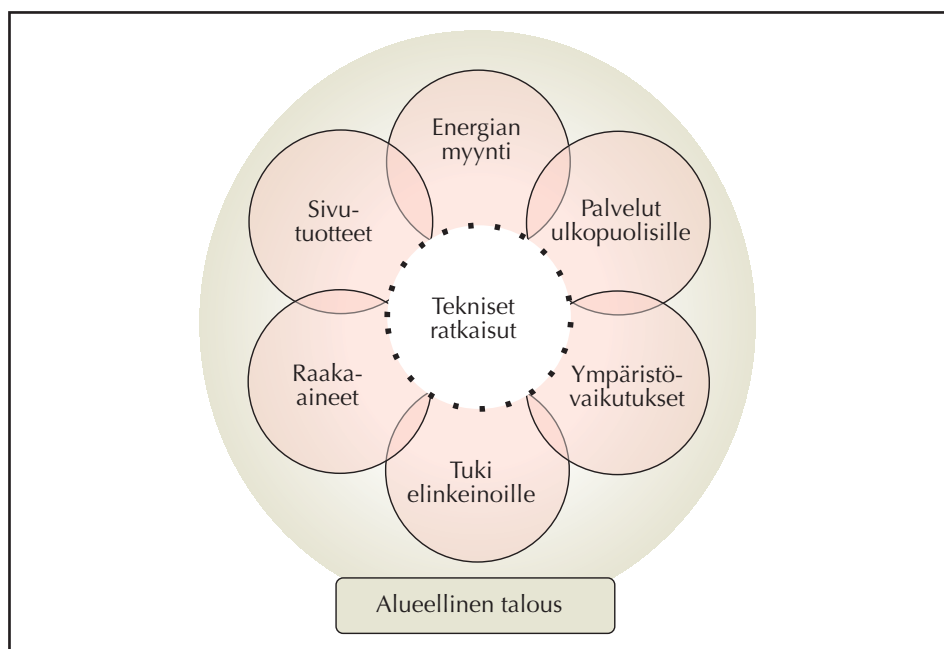 Energian
myynti
Sivu-
tuotteet
Palvelut
ulkopuolisille
Tekniset
ratkaisut
Raaka-
aineet
Ympäristö-
vaikutukset
Tuki
elinkeinoille
Alueellinen talous